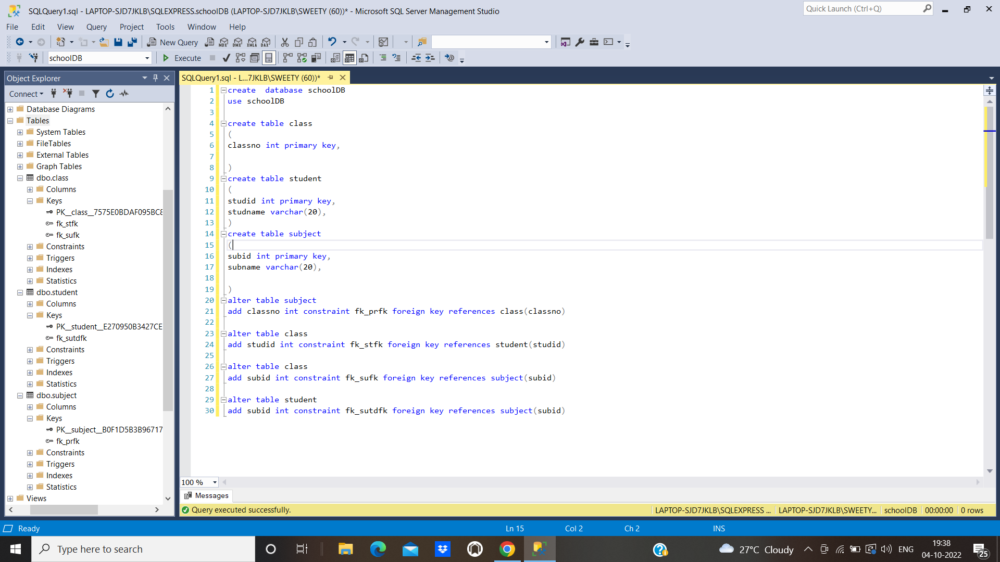 SQLQuery1.sql - LAPTOP-SJD7JKLB\SQLEXPRESS.schoolDB (LAPTOP-SJD7JKLB\SWEETY (60))* - Microsoft SQL Server Management Studio
Quick Launch (Ctrl+Q)
File Edit View Query Project Tools Window Help
New Query MDX DMX XMLA DAX
schoolDB Execute
Object Explorer
Connect
Database Diagrams
Tables
System Tables
FileTables
External Tables
Graph Tables
dbo.class
Columns
Keys
PK__class__7575E0BDAF095BC8
fk_stfk
fk_sufk
Constraints
Triggers
Indexes
Statistics
dbo.student
Columns
Keys
PK__student__E270950B3427CE
fk_sutdfk
Constraints
Triggers
Indexes
Statistics
dbo.subject
Columns
Keys
PK__subject__B0F1D5B3B96717
fk_prfk
Constraints
Triggers
Indexes
Statistics
Views
SQLQuery1.sql - L...7JKLB\SWEETY (60))*
1 create  database schoolDB
2 use schoolDB
3
4 create table class
5 (
6 classno int primary key,
7
8 )
9 create table student
10 (
11 studid int primary key,
12 studname varchar(20),
13 )
14 create table subject
15 (
16 subid int primary key,
17 subname varchar(20),
18
19 )
20 alter table subject
21 add classno int constraint fk_prfk foreign key references class(classno)
22
23 alter table class
24 add studid int constraint fk_stfk foreign key references student(studid)
25
26 alter table class
27 add subid int constraint fk_sufk foreign key references subject(subid)
28
29 alter table student
30 add subid int constraint fk_sutdfk foreign key references subject(subid)
100 %
Messages
Query executed successfully. LAPTOP-SJD7JKLB\SQLEXPRESS ... LAPTOP-SJD7JKLB\SWEETY... schoolDB 00:00:00 0 rows
Ready Ln 15 Col 2 Ch 2 INS
Type here to search
27°C Cloudy
ENG
19:38
04-10-2022
25